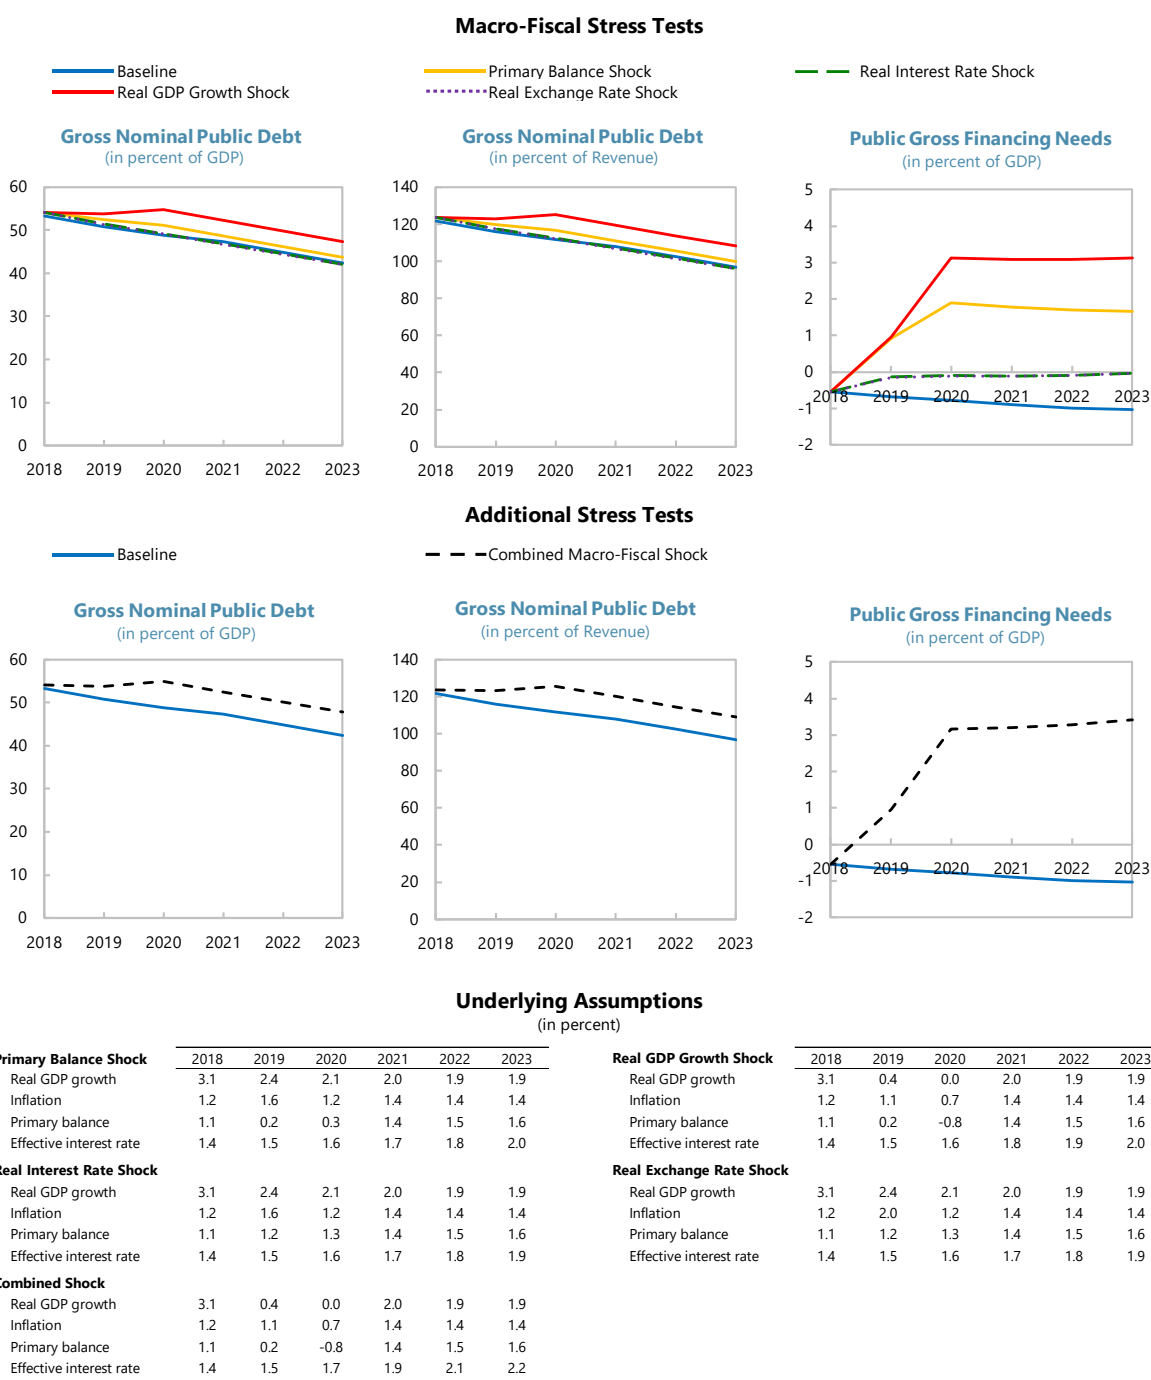 Macro-Fiscal Stress Tests
Baseline Primary Balance Shock Real Interest Rate Shock
Real GDP Growth Shock Real Exchange Rate Shock
Gross Nominal Public Debt
(in percent of GDP)
60
50
40
30
20
10
0
2018 2019 2020 2021 2022 2023
Gross Nominal Public Debt
(in percent of Revenue)
140
120
100
80
60
40
20
0
2018 2019 2020 2021 2022 2023
Public Gross Financing Needs
(in percent of GDP)
5
4
3
2
1
0
-1
-2
2018 2019 2020 2021 2022 2023
Additional Stress Tests
Baseline Combined Macro-Fiscal Shock
Gross Nominal Public Debt
(in percent of GDP)
60
50
40
30
20
10
0
2018 2019 2020 2021 2022 2023
Gross Nominal Public Debt
(in percent of Revenue)
140
120
100
80
60
40
20
0
2018 2019 2020 2021 2022 2023
Public Gross Financing Needs
(in percent of GDP)
5
4
3
2
1
0
-1
-2
2018 2019 2020 2021 2022 2023
Underlying Assumptions
(in percent)
Primary Balance Shock 2018 2019 2020 2021 2022 2023
Real GDP growth 3.1 2.4 2.1 2.0 1.9 1.9
Inflation 1.2 1.6 1.2 1.4 1.4 1.4
Primary balance 1.1 0.2 0.3 1.4 1.5 1.6
Effective interest rate 1.4 1.5 1.6 1.7 1.8 2.0
Real Interest Rate Shock
Real GDP growth 3.1 2.4 2.1 2.0 1.9 1.9
Inflation 1.2 1.6 1.2 1.4 1.4 1.4
Primary balance 1.1 1.2 1.3 1.4 1.5 1.6
Effective interest rate 1.4 1.5 1.6 1.7 1.8 1.9
Combined Shock
Real GDP growth 3.1 0.4 0.0 2.0 1.9 1.9
Inflation 1.2 1.1 0.7 1.4 1.4 1.4
Primary balance 1.1 0.2 -0.8 1.4 1.5 1.6
Effective interest rate 1.4 1.5 1.7 1.9 2.1 2.2
Real GDP Growth Shock 2018 2019 2020 2021 2022 2023
Real GDP growth 3.1 0.4 0.0 2.0 1.9 1.9
Inflation 1.2 1.1 0.7 1.4 1.4 1.4
Primary balance 1.1 0.2 -0.8 1.4 1.5 1.6
Effective interest rate 1.4 1.5 1.6 1.8 1.9 2.0
Real Exchange Rate Shock
Real GDP growth 3.1 2.4 2.1 2.0 1.9 1.9
Inflation 1.2 2.0 1.2 1.4 1.4 1.4
Primary balance 1.1 1.2 1.3 1.4 1.5 1.6
Effective interest rate 1.4 1.5 1.6 1.7 1.8 1.9